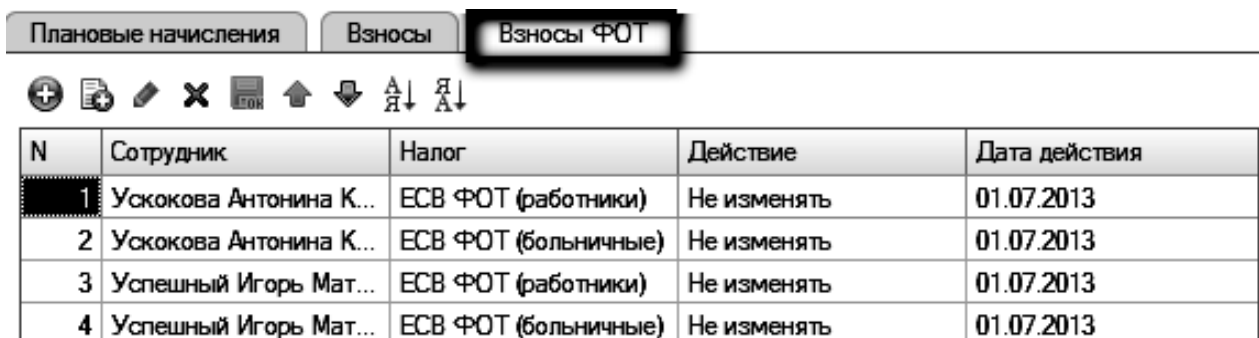 Плановые начисления Взносы Взносы ФОТ
N Сотрудник Налог Действие Дата действия
1 Ускокова Антонина К... ЕСВ ФОТ (работники) Не изменять 01.07.2013
2 Ускокова Антонина К... ЕСВ ФОТ (больничные) Не изменять 01.07.2013
3 Успешный Игорь Мат... ЕСВ ФОТ (работники) Не изменять 01.07.2013
4 Успешный Игорь Мат... ЕСВ ФОТ (больничные) Не изменять 01.07.2013